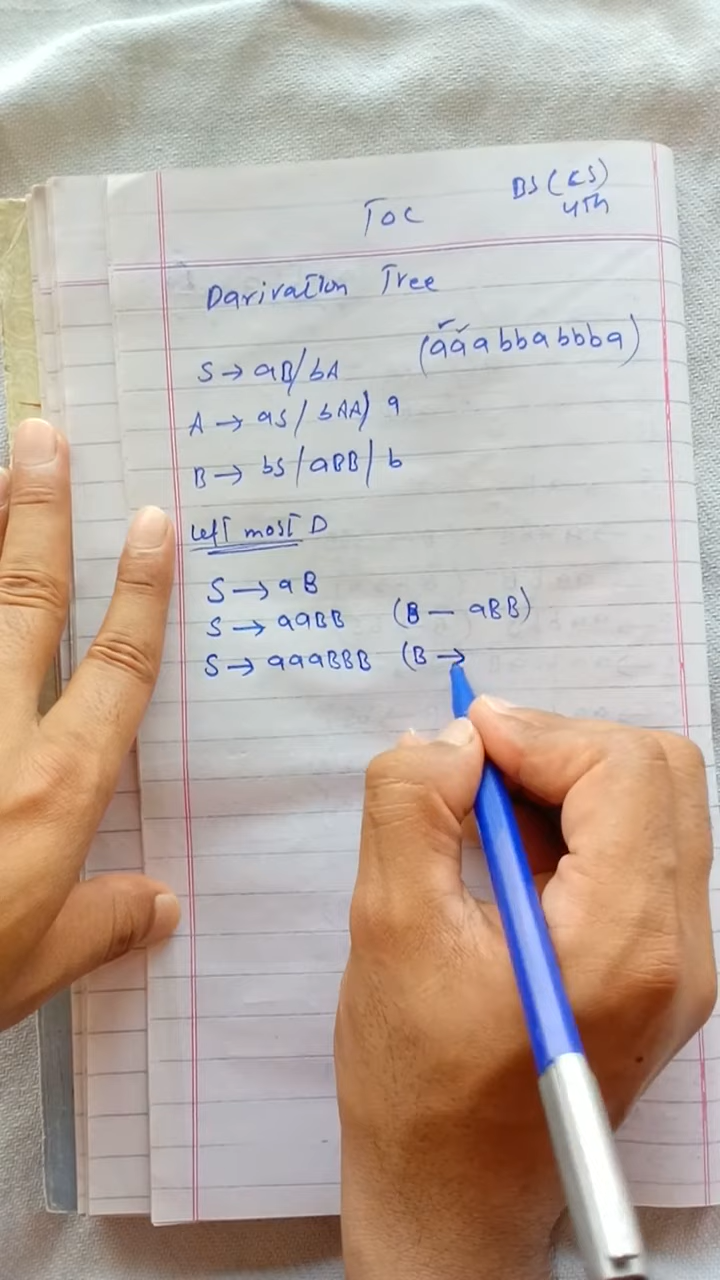 TOC
BS (CS)
4Th
Darivation Tree
S → aB/bA (aaabbabbba)
A → aS/bAA/a
B → bS/aBB/b
Left most D
S → aB
S → aaBB (B — aBB)
S → aaaBBB (B →